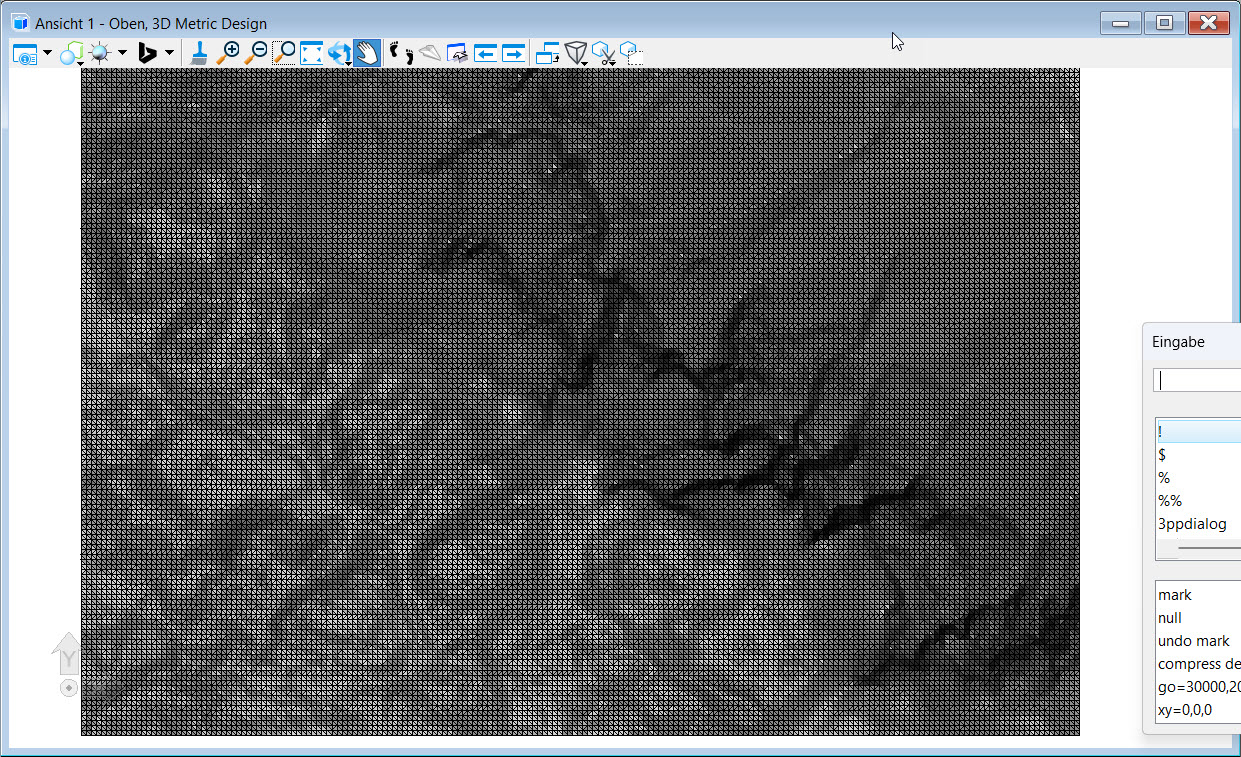 Ansicht 1 - Oben, 3D Metric Design
Eingabe
!
$
%
%%
3ppdialog
mark
null
undo mark
compress de
go=30000,20
xy=0,0,0
Y